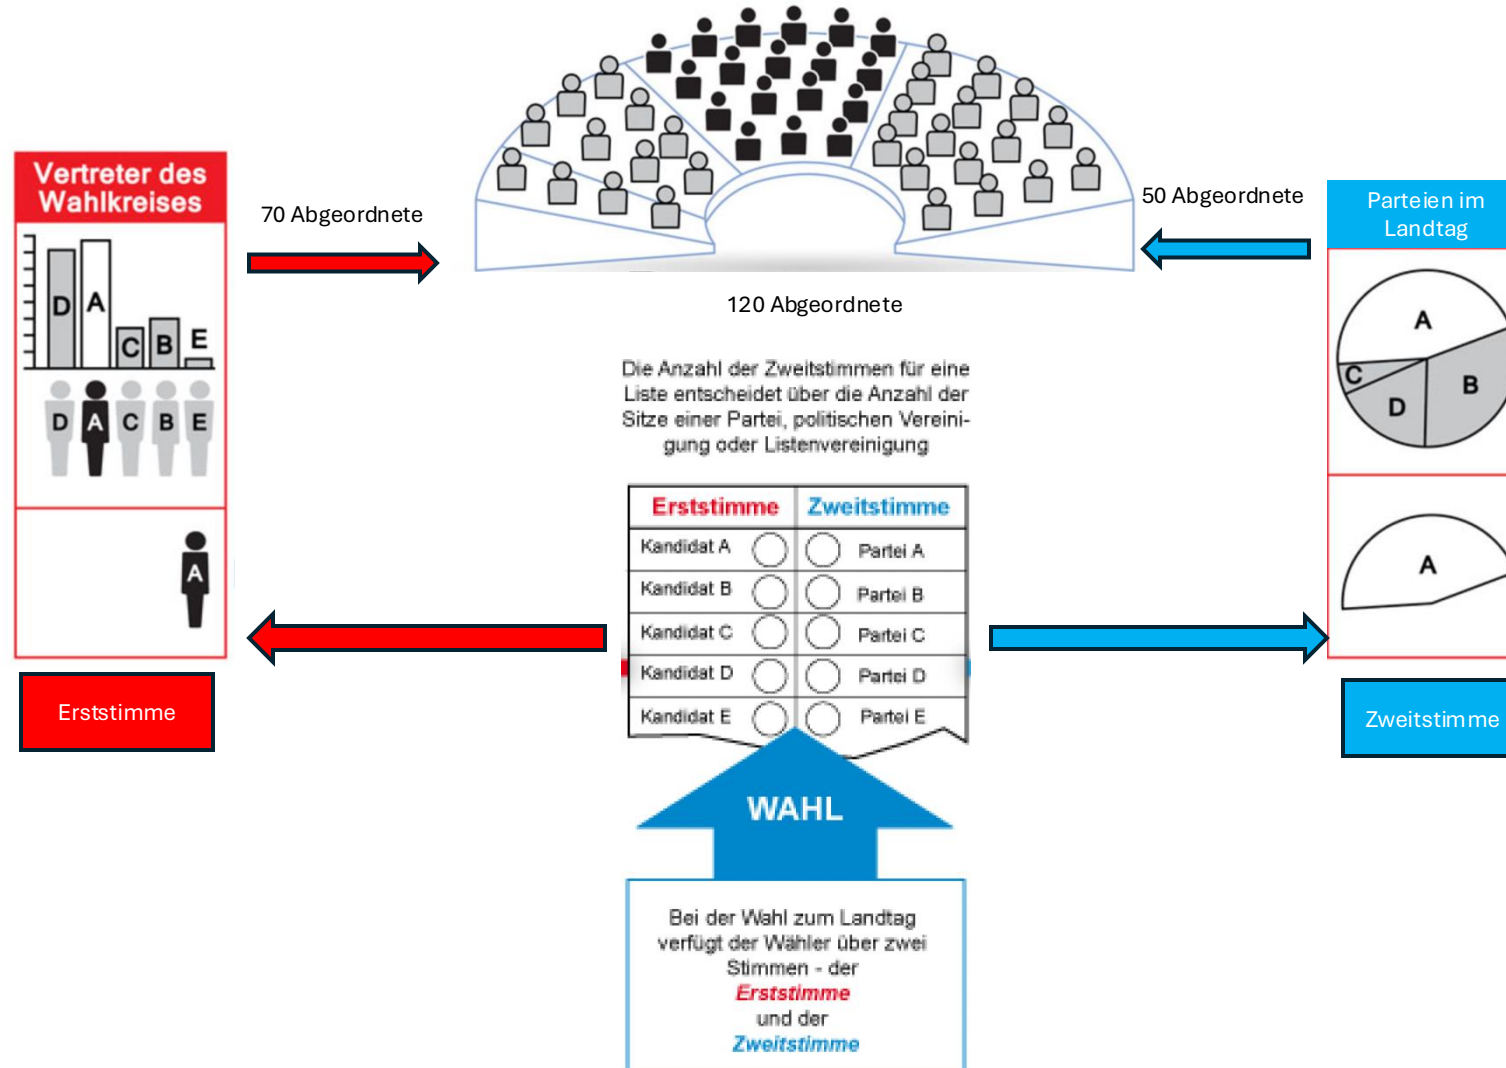 Vertreter des
Wahlkreises
D
A
C
B
E
D
A
C
B
E
A
Erststimme
70 Abgeordnete
50 Abgeordnete
120 Abgeordnete
Die Anzahl der Zweitstimmen für eine
Liste entscheidet über die Anzahl der
Sitze einer Partei, politischen Vereini-
gung oder Listenvereinigung
Erststimme Zweitstimme
Kandidat A Partei A
Kandidat B Partei B
Kandidat C Partei C
Kandidat D Partei D
Kandidat E Partei E
WAHL
Bei der Wahl zum Landtag
verfügt der Wähler über zwei
Stimmen - der
Erststimme
und der
Zweitstimme
Parteien im
Landtag
A
B
C
D
A
Zweitstimme